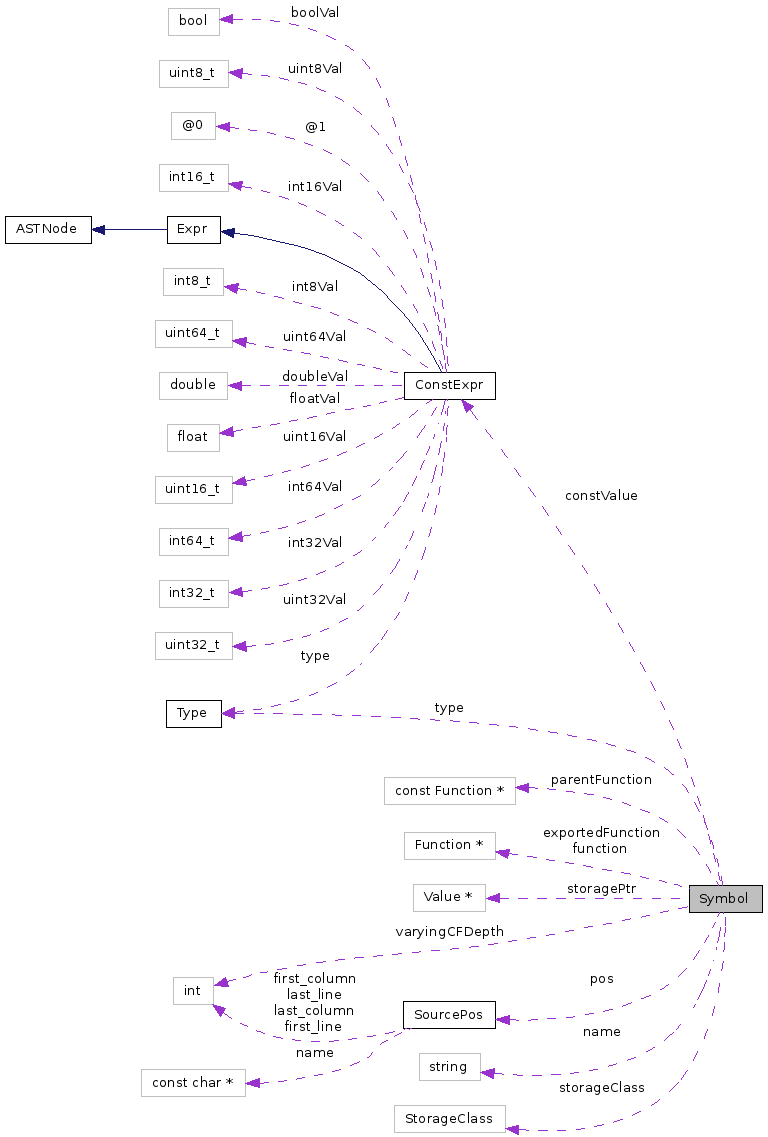 boolVal
bool
uint8Val
uint8_t
@1
@0
int16Val
int16_t
ASTNode
Expr
int8Val
int8_t
uint64Val
uint64_t
doubleVal
double
ConstExpr
floatVal
float
uint16Val
uint16_t
constValue
int64Val
int64_t
int32Val
int32_t
uint32Val
uint32_t
type
Type
type
parentFunction
const Function *
exportedFunction
function
Function *
storagePtr
Value *
Symbol
varyingCFDepth
int
first_column
last_line
last_column
first_line
pos
SourcePos
name
name
string
const char *
storageClass
StorageClass